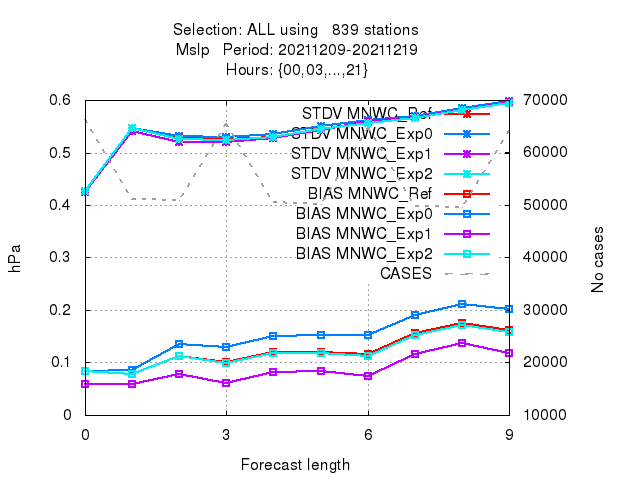 Selection: ALL using   839 stations
Mslp   Period: 20211209-20211219
Hours: {00,03,...,21}
0.6
0.5
0.4
0.3
0.2
0.1
0
hPa
STDV MNWC_Ref
STDV MNWC_Exp0
STDV MNWC_Exp1
STDV MNWC_Exp2
BIAS MNWC_Ref
BIAS MNWC_Exp0
BIAS MNWC_Exp1
BIAS MNWC_Exp2
CASES
70000
60000
50000
40000
30000
20000
10000
No cases
0 3 6 9
Forecast length